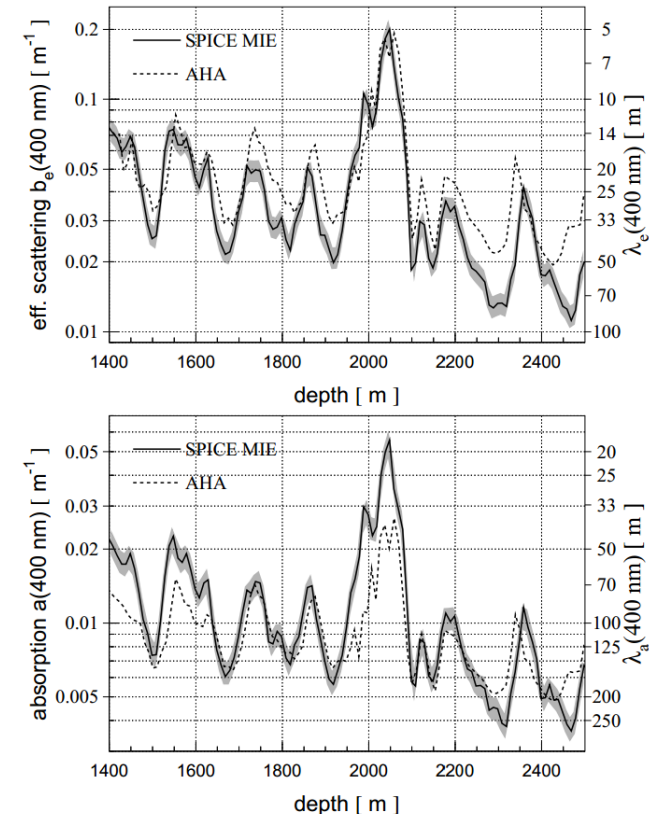 0.2
0.1
0.05
0.03
0.02
0.01
eff. scattering b_e(400 nm) [ m^-1 ]
SPICE MIE
AHA
5
7
10
14
20
25
33
50
70
100
λ_e(400 nm) [ m ]
1400 1600 1800 2000 2200 2400
depth [ m ]
0.05
0.03
0.02
0.01
0.005
absorption a(400 nm) [ m^-1 ]
SPICE MIE
AHA
20
25
33
50
70
100
125
200
250
λ_a(400 nm) [ m ]
1400 1600 1800 2000 2200 2400
depth [ m ]